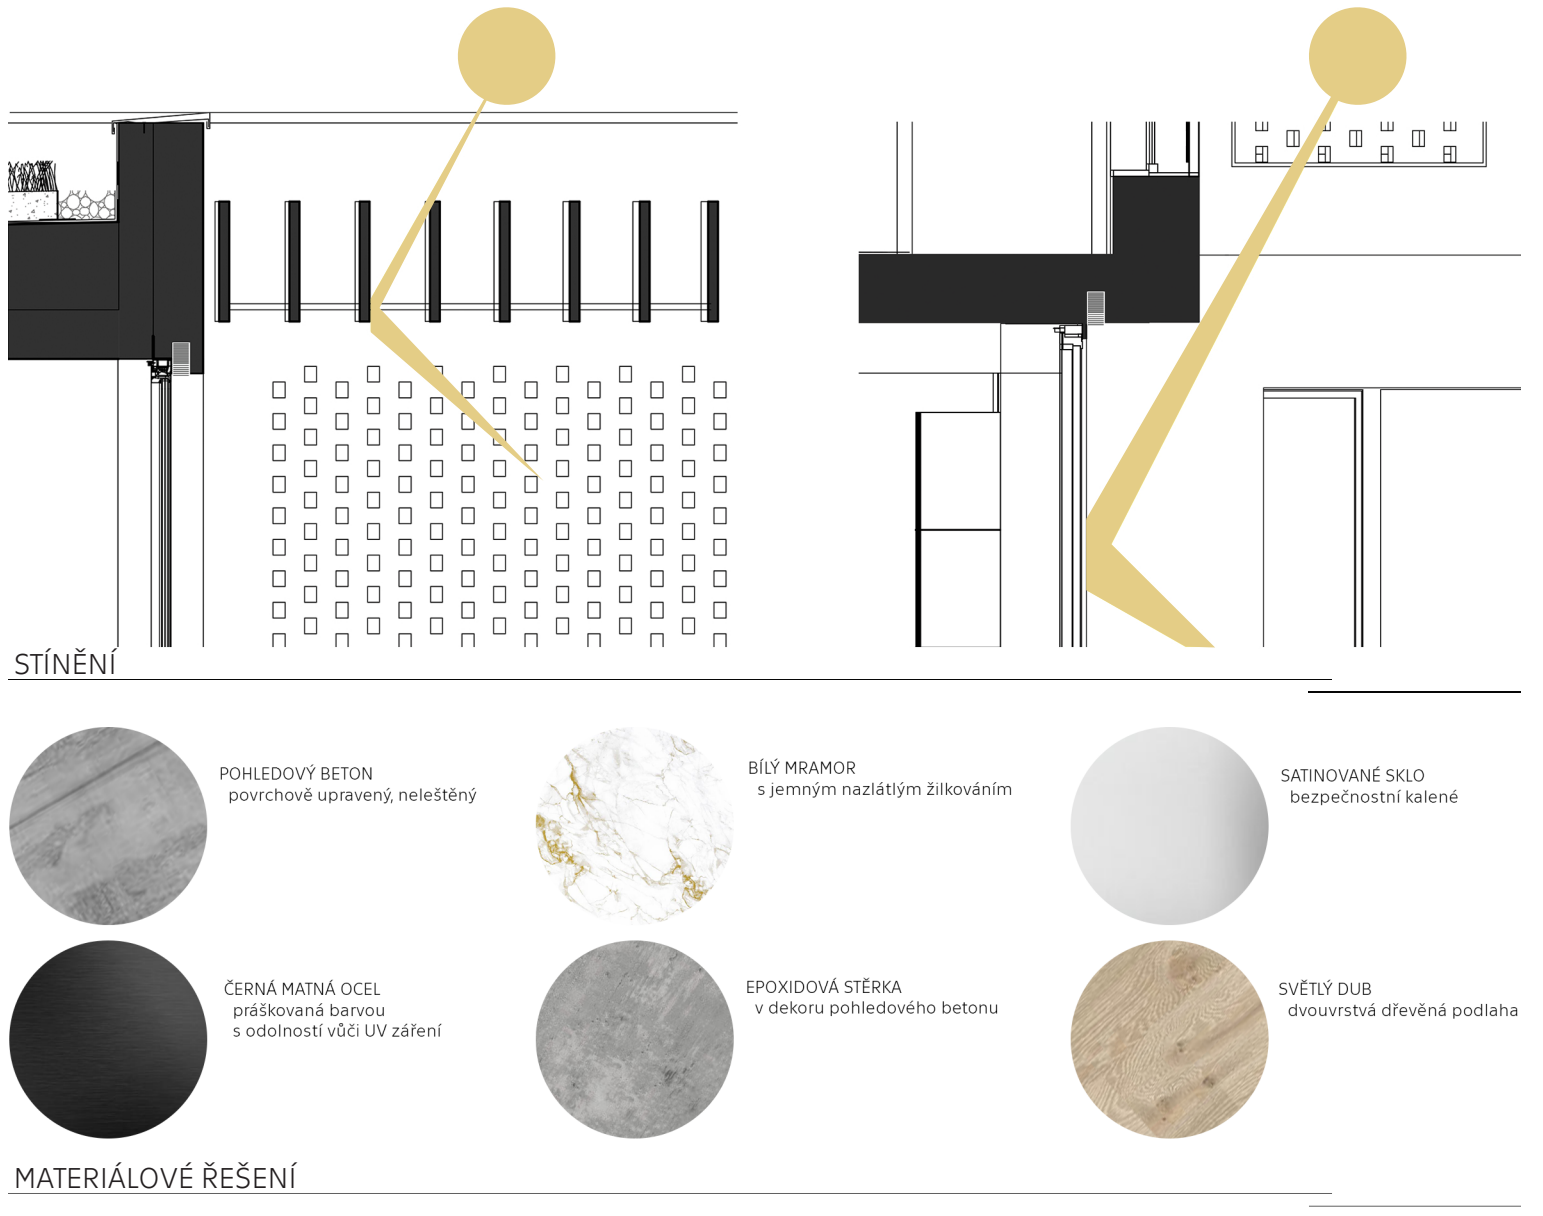 STÍNĚNÍ
POHLEDOVÝ BETON
povrchově upravený, neleštěný
BÍLÝ MRAMOR
s jemným nazlátlým žilkováním
SATINOVANÉ SKLO
bezpečnostní kalené
ČERNÁ MATNÁ OCEL
práškovaná barvou
s odolností vůči UV záření
EPOXIDOVÁ STĚRKA
v dekoru pohledového betonu
SVĚTLÝ DUB
dvouvrstvá dřevěná podlaha
MATERIÁLOVÉ ŘEŠENÍ